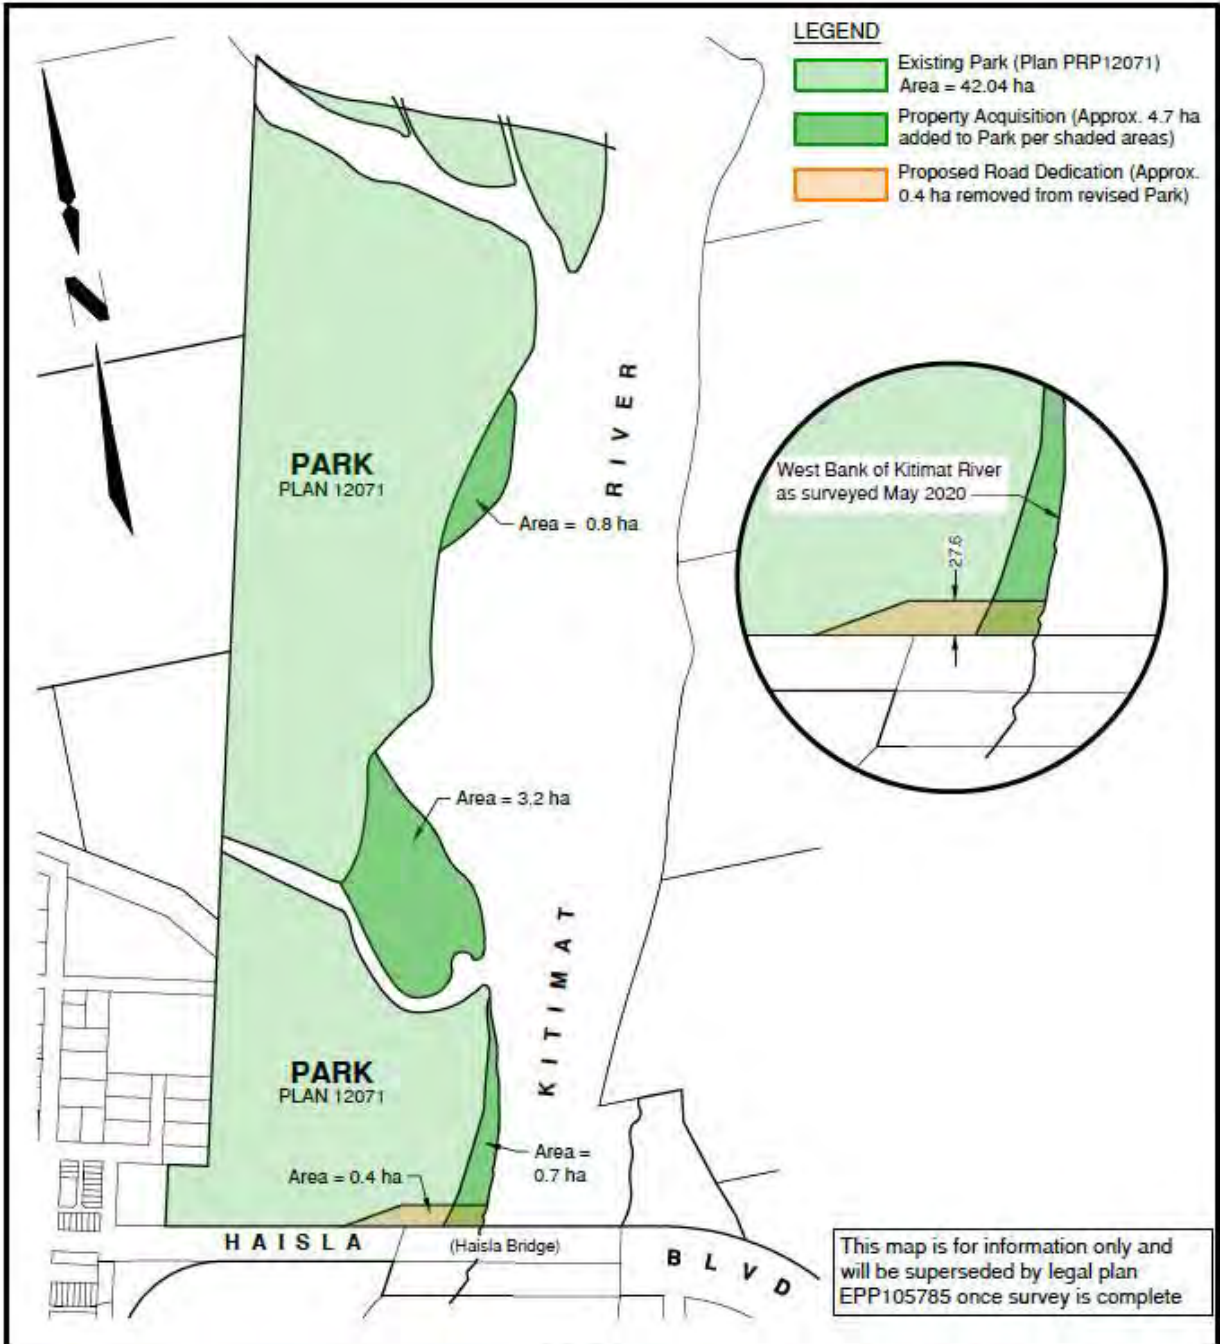 LEGEND
Existing Park (Plan PRP12071)
Area = 42.04 ha
Property Acquisition (Approx. 4.7 ha
added to Park per shaded areas)
Proposed Road Dedication (Approx.
0.4 ha removed from revised Park)
N
RIVER
PARK
PLAN 12071
Area = 0.8 ha
West Bank of Kitimat River
as surveyed May 2020
27.6
Area = 3.2 ha
KITIMAT
PARK
PLAN 12071
Area =
0.7 ha
Area = 0.4 ha
HAISLA
(Haisla Bridge)
BLVD
This map is for information only and
will be superseded by legal plan
EPP105785 once survey is complete